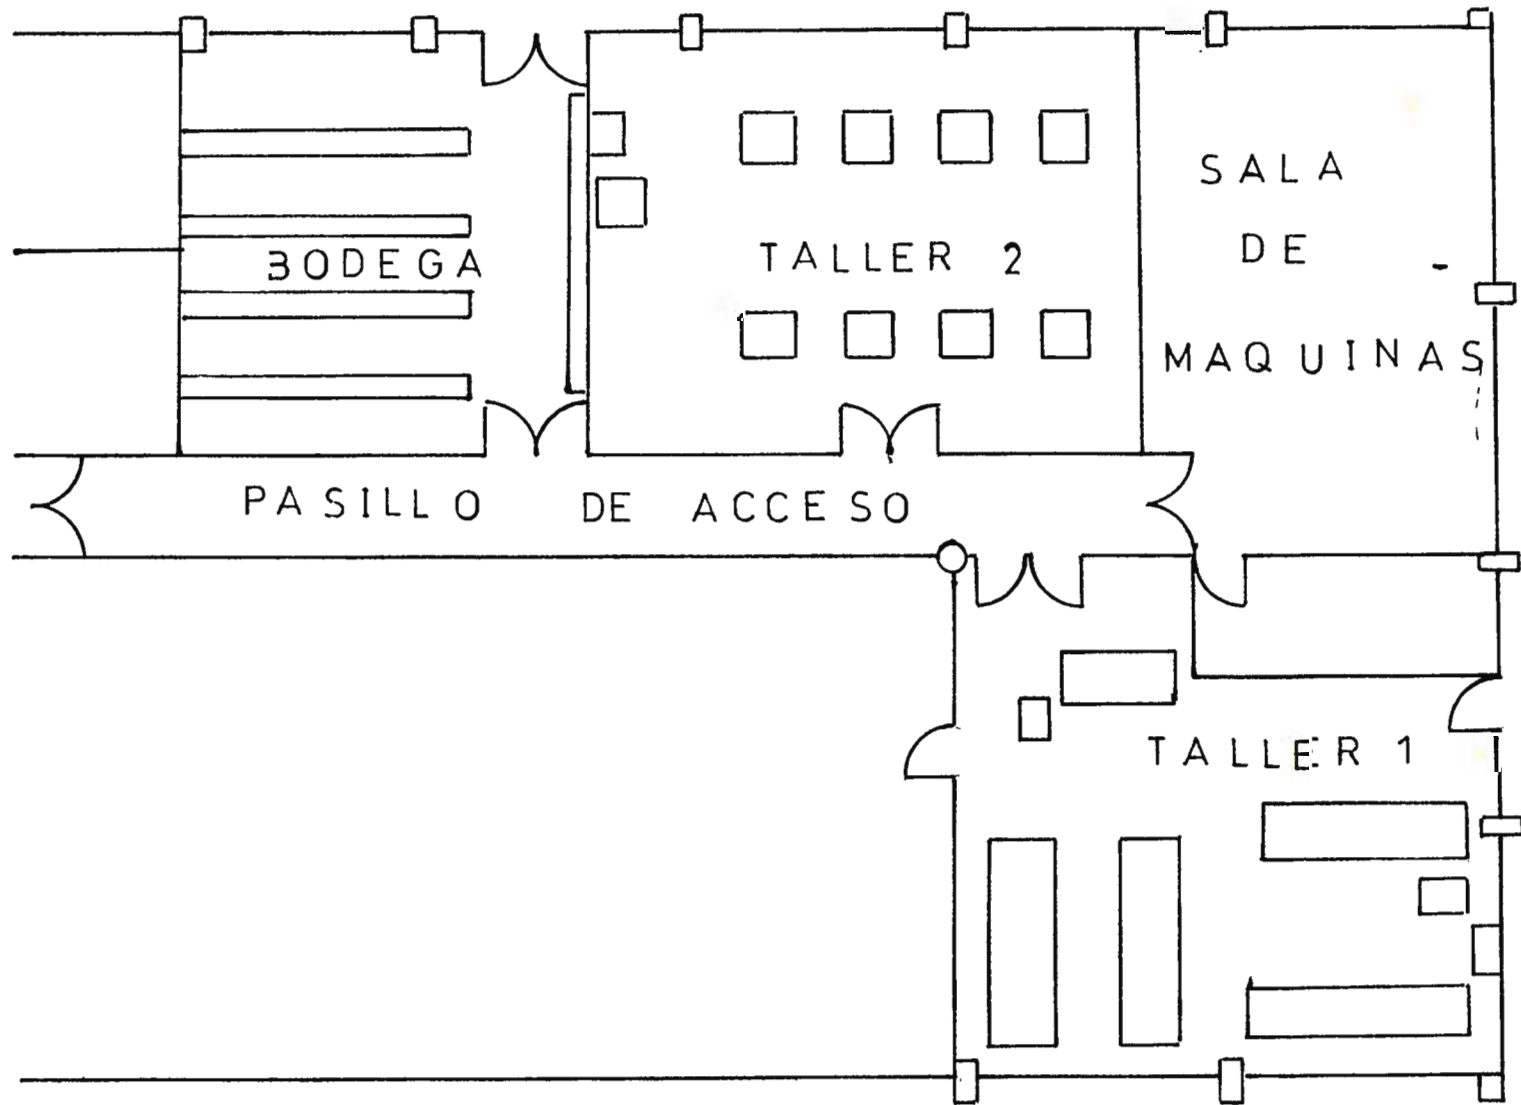 SALA
DE
MAQUINAS
BODEGA
TALLER 2
PASILLO DE ACCESO
TALLER 1